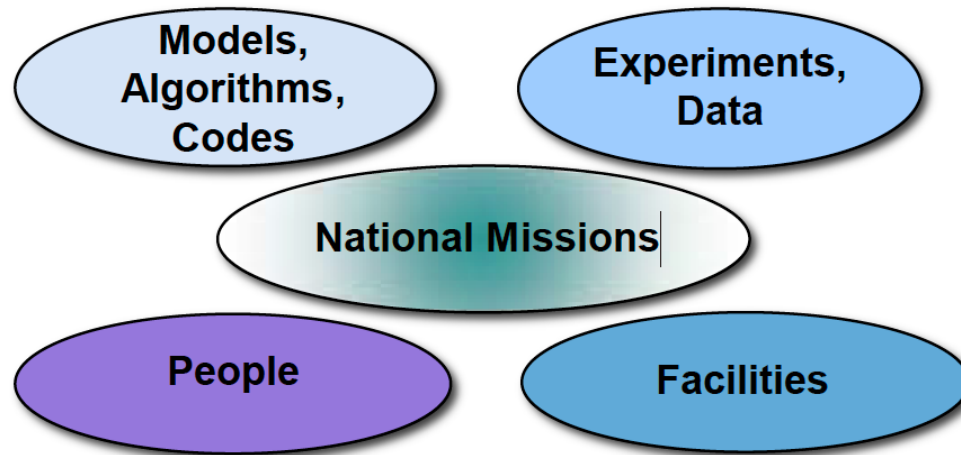 Models,
Algorithms,
Codes
Experiments,
Data
National Missions
People
Facilities